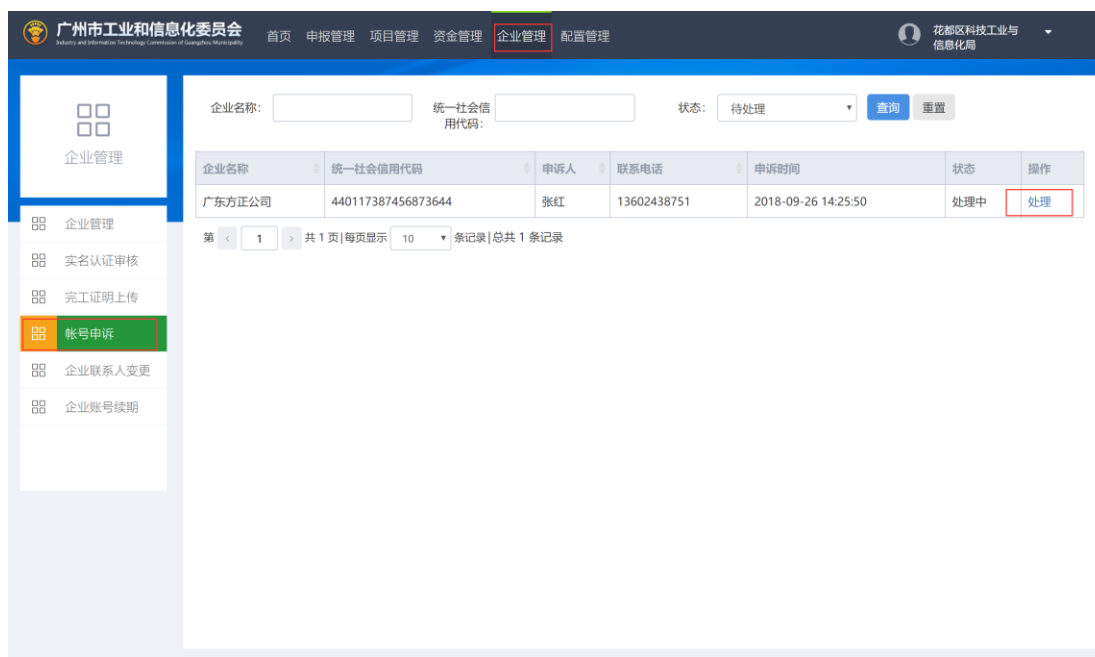 广州市工业和信息化委员会
Industry and Information Technology Commission of Guangzhou Municipality
首页 申报管理 项目管理 资金管理 企业管理 配置管理
花都区科技工业与
信息化局
企业管理
企业管理
实名认证审核
完工证明上传
帐号申诉
企业联系人变更
企业账号续期
企业名称: 统一社会信 状态: 待处理 查询 重置
用代码:
企业名称 统一社会信用代码 申诉人 联系电话 申诉时间 状态 操作
广东方正公司 440117387456873644 张红 13602438751 2018-09-26 14:25:50 处理中 处理
第 < 1 > 共 1 页|每页显示 10 条记录|总共 1 条记录